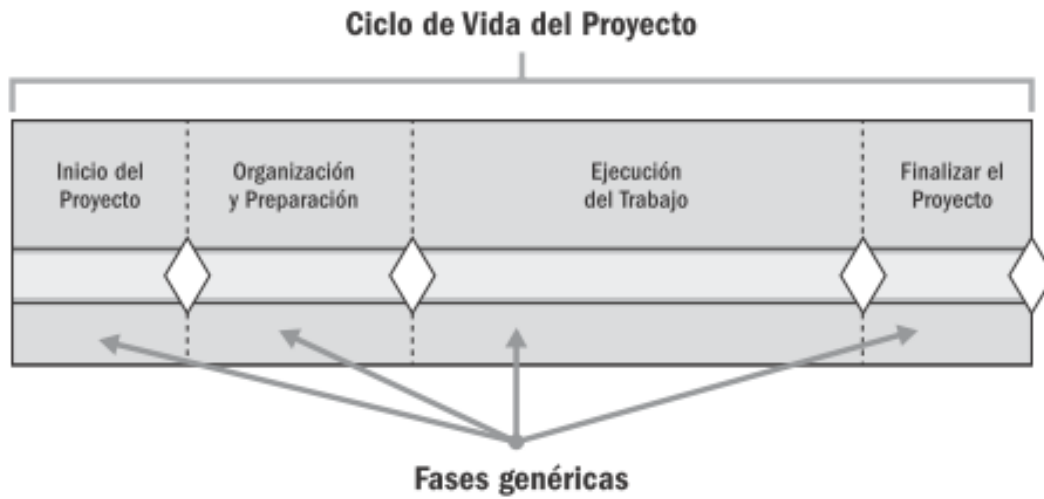 Ciclo de Vida del Proyecto
Inicio del
Proyecto
Organización
y Preparación
Ejecución
del Trabajo
Finalizar el
Proyecto
Fases genéricas